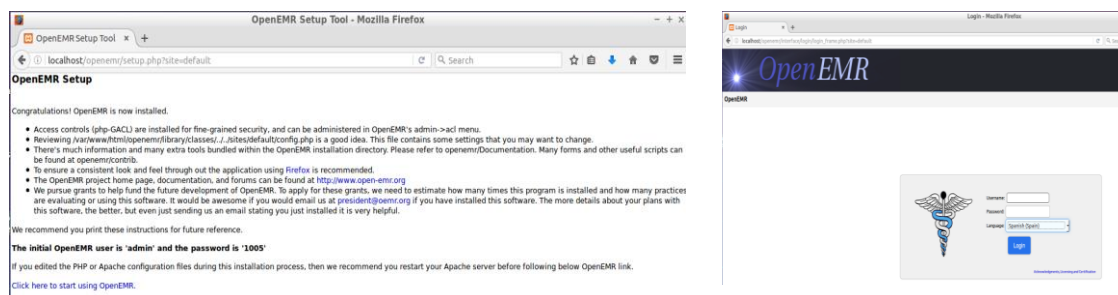 OpenEMR Setup Tool - Mozilla Firefox
OpenEMR Setup Tool × +
localhost/openemr/setup.php?site=default
Search
OpenEMR Setup
Congratulations! OpenEMR is now installed.
• Access controls (php-GACL) are installed for fine-grained security, and can be administered in OpenEMR's admin->acl menu.
• Reviewing /var/www/html/openemr/library/classes/../../sites/default/config.php is a good idea. This file contains some settings that you may want to change.
• There's much information and many extra tools bundled within the OpenEMR installation directory. Please refer to openemr/Documentation. Many forms and other useful scripts can
be found at openemr/contrib.
• To ensure a consistent look and feel through out the application using Firefox is recommended.
• The OpenEMR project home page, documentation, and forums can be found at http://www.open-emr.org
• We pursue grants to help fund the future development of OpenEMR. To apply for these grants, we need to estimate how many times this program is installed and how many practices
are evaluating or using this software. It would be awesome if you would email us at president@oemr.org if you have installed this software. The more details about your plans with
this software, the better, but even just sending us an email stating you just installed it is very helpful.
We recommend you print these instructions for future reference.
The initial OpenEMR user is 'admin' and the password is '1005'
If you edited the PHP or Apache configuration files during this installation process, then we recommend you restart your Apache server before following below OpenEMR link.
Click here to start using OpenEMR.
Login - Mozilla Firefox
Login × +
localhost/openemr/interface/login/login_frame.php?site=default
OpenEMR
OpenEMR
Username:
Password:
Language: Spanish (Spain)
Login
Acknowledgments, Licensing and Certification